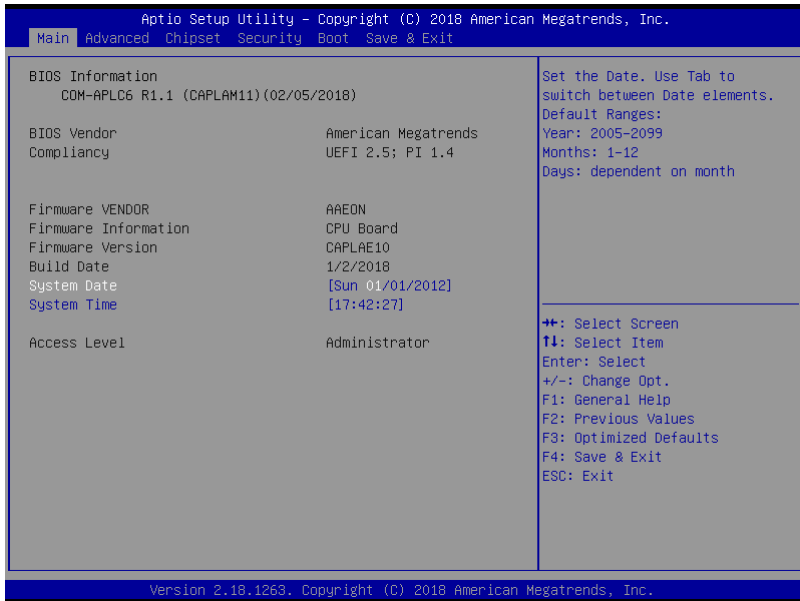 Aptio Setup Utility – Copyright (C) 2018 American Megatrends, Inc.
Main Advanced Chipset Security Boot Save & Exit
BIOS Information
COM-APLC6 R1.1 (CAPLAM11)(02/05/2018)
BIOS Vendor American Megatrends
Compliancy UEFI 2.5; PI 1.4
Firmware VENDOR AAEON
Firmware Information CPU Board
Firmware Version CAPLAE10
Build Date 1/2/2018
System Date [Sun 01/01/2012]
System Time [17:42:27]
Access Level Administrator
Set the Date. Use Tab to
switch between Date elements.
Default Ranges:
Year: 2005-2099
Months: 1-12
Days: dependent on month
→←: Select Screen
↑↓: Select Item
Enter: Select
+/-: Change Opt.
F1: General Help
F2: Previous Values
F3: Optimized Defaults
F4: Save & Exit
ESC: Exit
Version 2.18.1263. Copyright (C) 2018 American Megatrends, Inc.